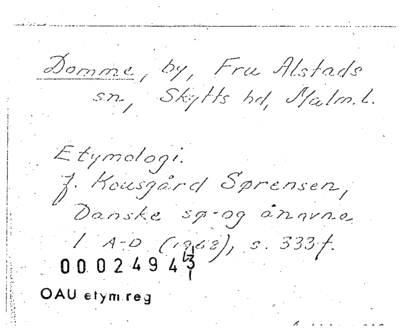 Domme, by, Fru Alstads
sn, Skytts hd, Malm.l.
Etymologi.
J. Kousgård Sørensen,
Danske sø- og ånavne
1 A-D (1968), s. 333f.
00024943
OAU etym.reg